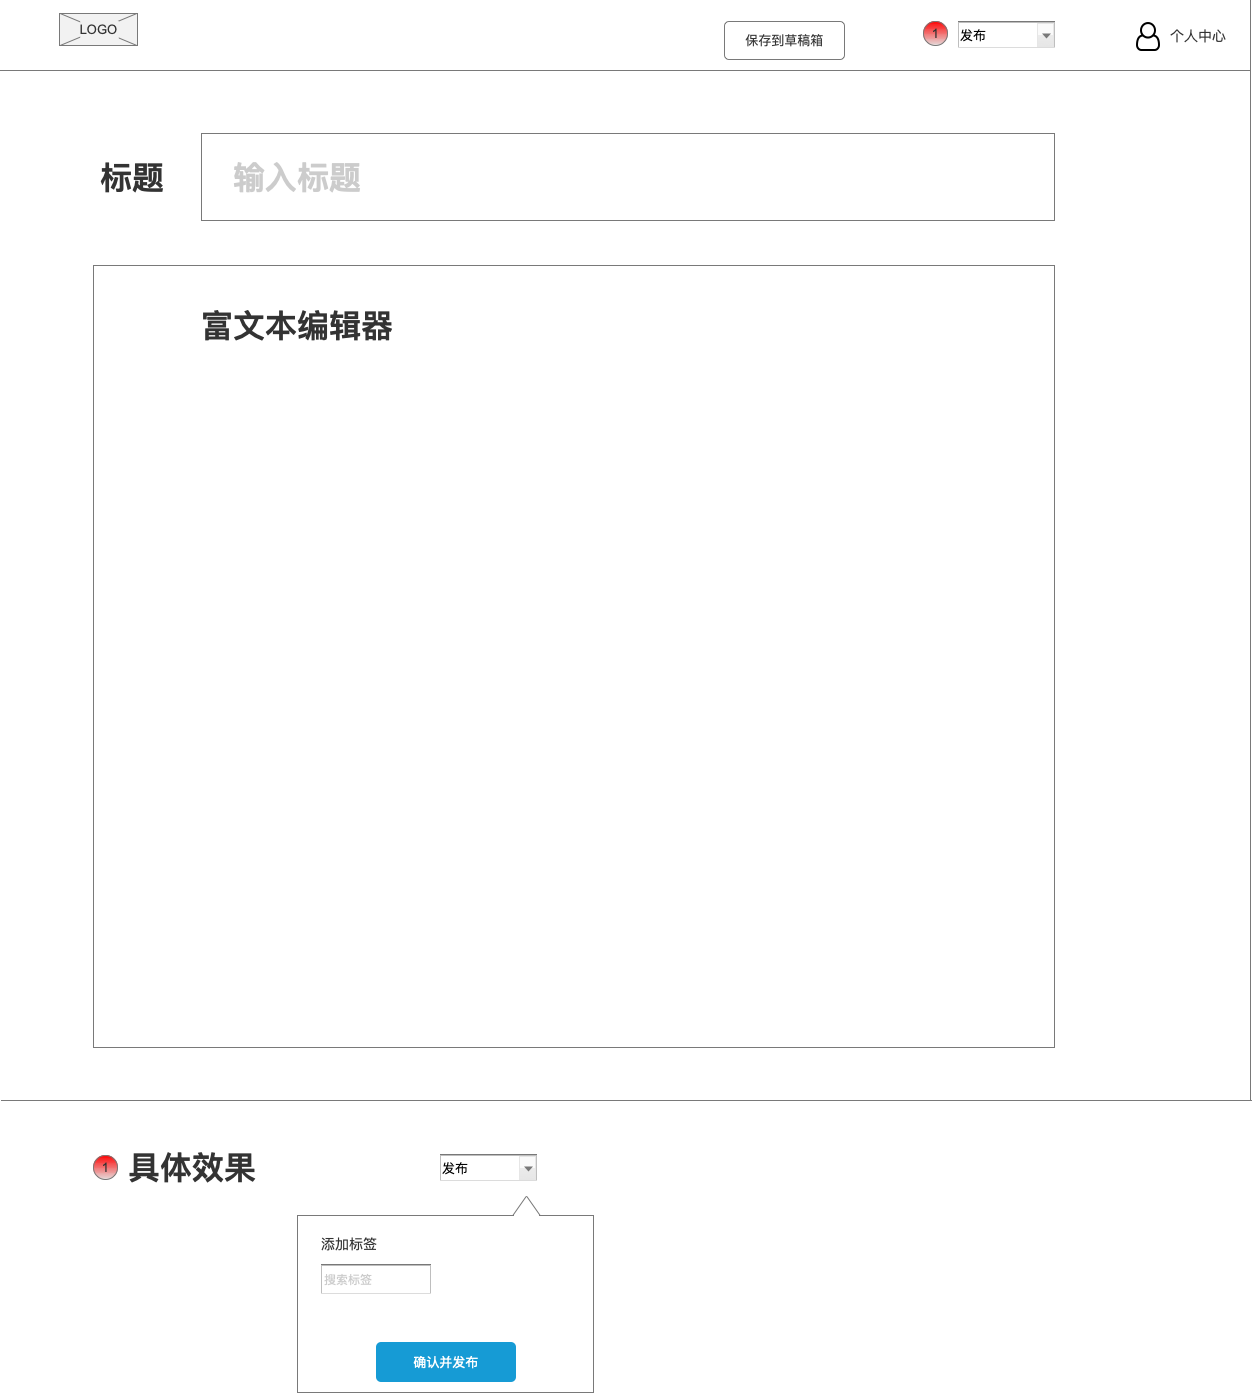 LOGO
保存到草稿箱
1
发布
个人中心
标题
输入标题
富文本编辑器
1
具体效果
发布
添加标签
搜索标签
确认并发布